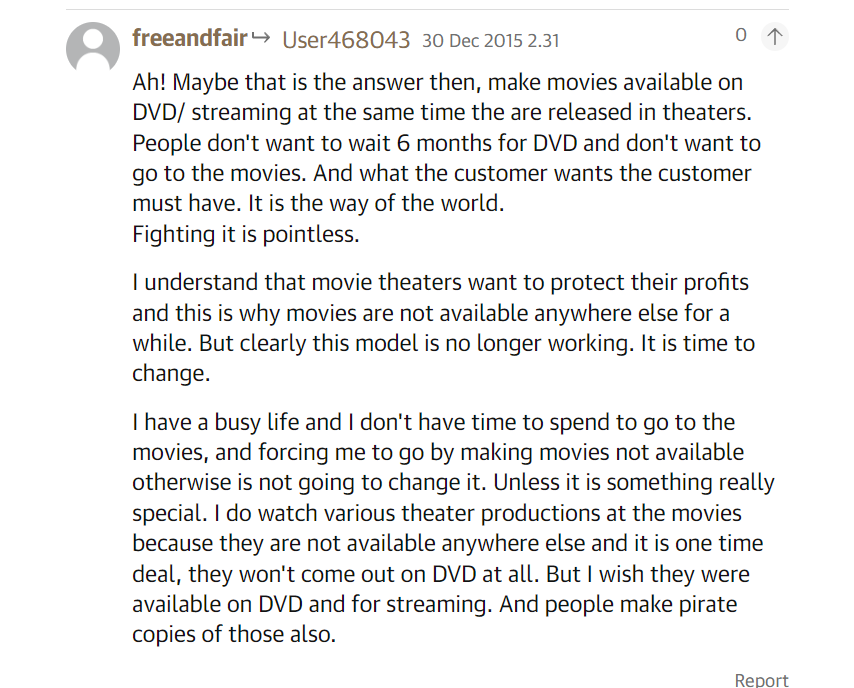 freeandfair User468043 30 Dec 2015 2.31 0
Ah! Maybe that is the answer then, make movies available on
DVD/ streaming at the same time the are released in theaters.
People don't want to wait 6 months for DVD and don't want to
go to the movies. And what the customer wants the customer
must have. It is the way of the world.
Fighting it is pointless.
I understand that movie theaters want to protect their profits
and this is why movies are not available anywhere else for a
while. But clearly this model is no longer working. It is time to
change.
I have a busy life and I don't have time to spend to go to the
movies, and forcing me to go by making movies not available
otherwise is not going to change it. Unless it is something really
special. I do watch various theater productions at the movies
because they are not available anywhere else and it is one time
deal, they won't come out on DVD at all. But I wish they were
available on DVD and for streaming. And people make pirate
copies of those also.
Report